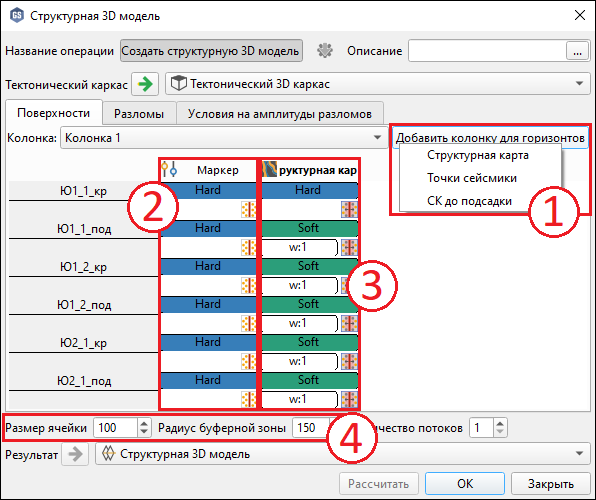 GS Структурная 3D модель
Название операции Создать структурную 3D модель Описание ...
Тектонический каркас Тектонический 3D каркас
Поверхности Разломы Условия на амплитуды разломов
Колонка: Колонка 1 Добавить колонку для горизонтов
Структурная карта
Точки сейсмики
СК до подсадки
1
Маркер руктурная кар
Ю1_1_кр Hard Hard
2
Ю1_1_под Hard Soft
w:1
Ю1_2_кр Hard Soft
w:1
3
Ю1_2_под Hard Soft
w:1
Ю2_1_кр Hard Soft
w:1
Ю2_1_под Hard Soft
w:1
Размер ячейки 100 Радиус буферной зоны 150 4 ичество потоков 1
Результат Структурная 3D модель
Рассчитать OK Закрыть